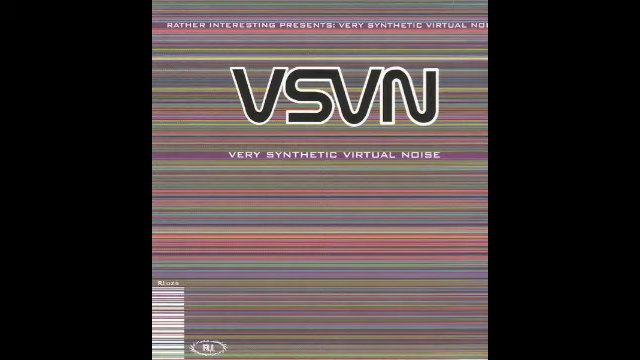 RATHER INTERESTING PRESENTS: VERY SYNTHETIC VIRTUAL NOI
VSVN
VERY SYNTHETIC VIRTUAL NOISE